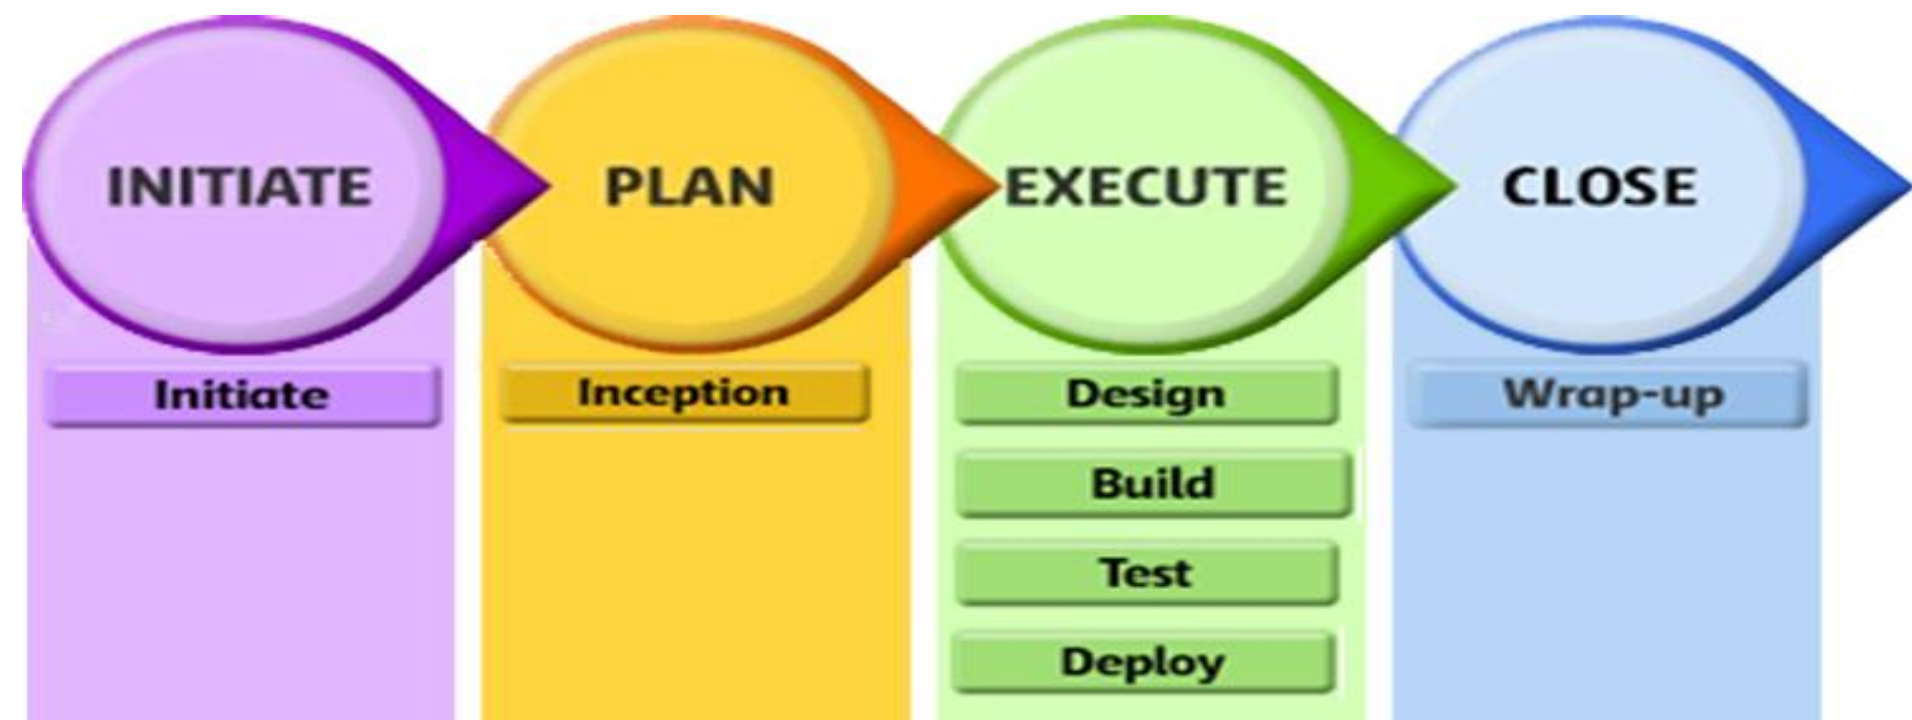 INITIATE
PLAN
EXECUTE
CLOSE
Initiate
Inception
Design
Build
Test
Deploy
Wrap-up